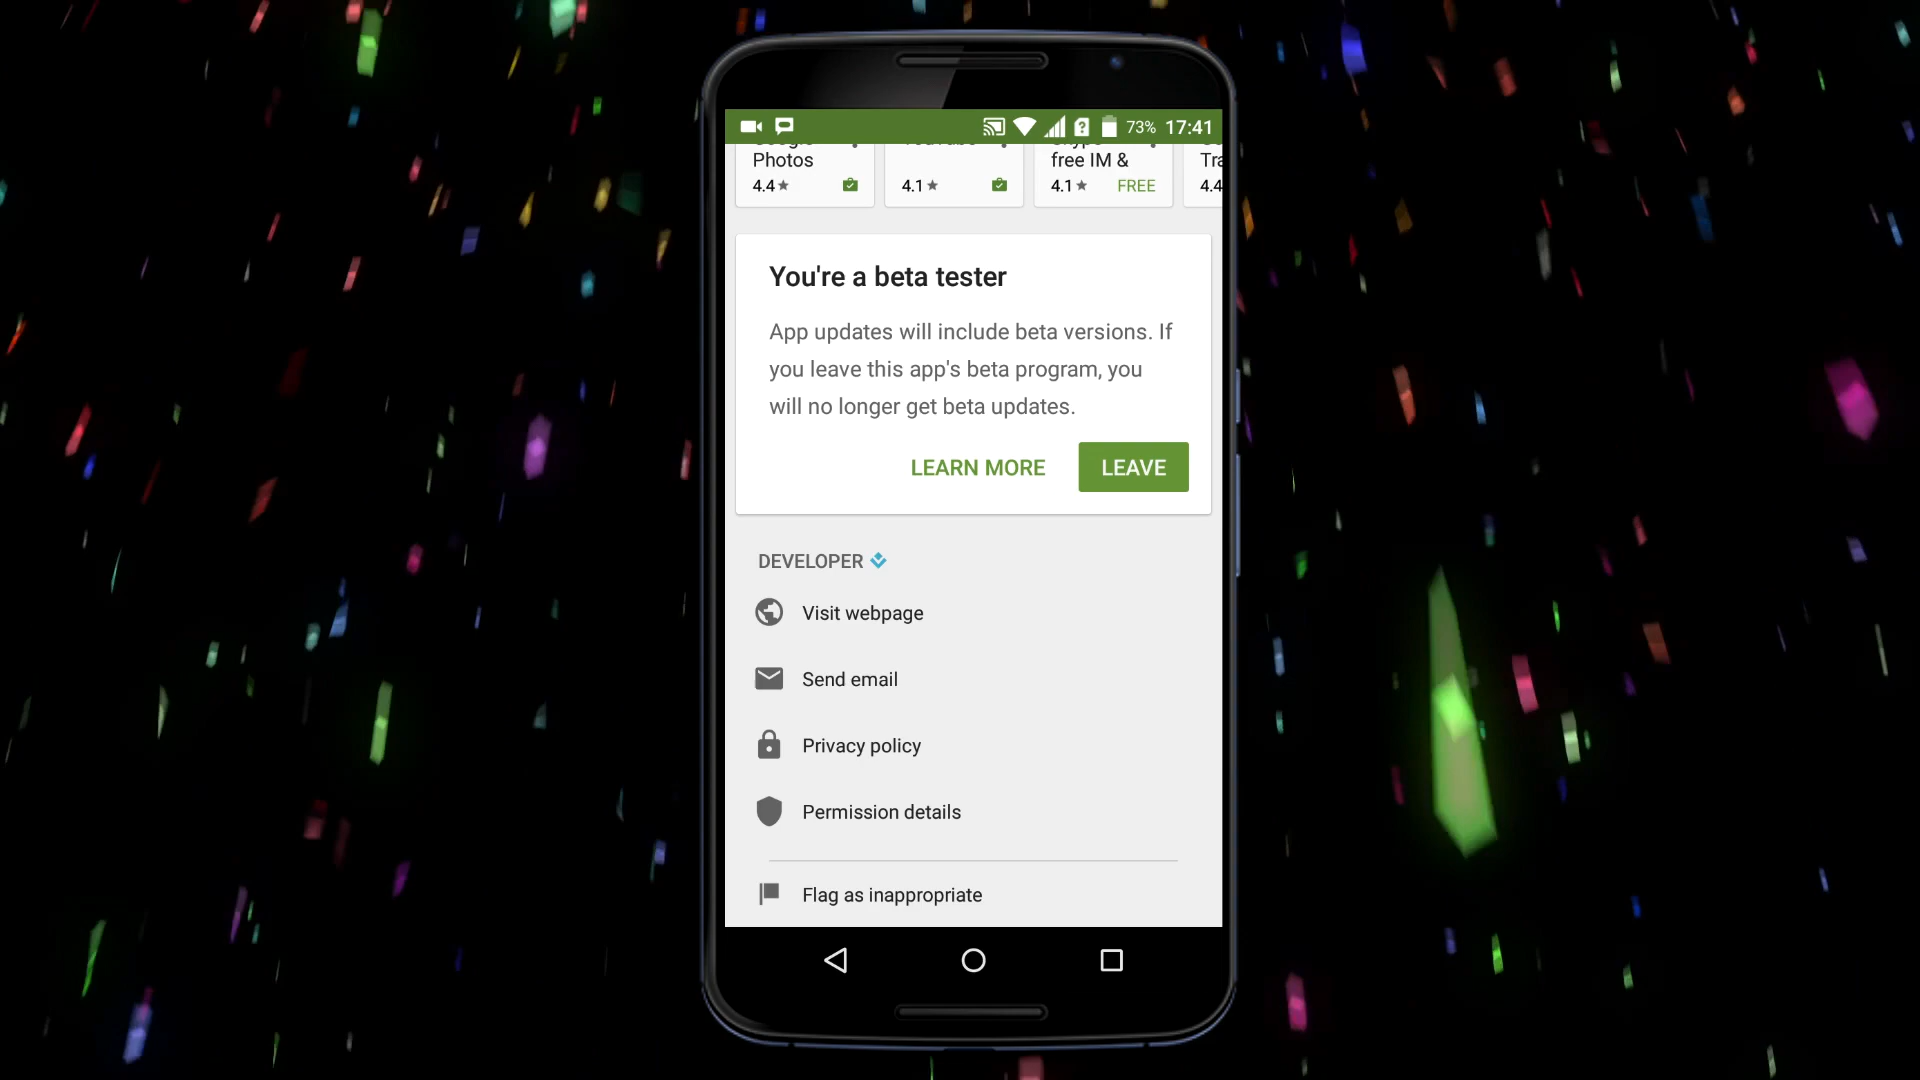 73% 17:41
Photos
free IM &
4.4
4.1
4.1 FREE
4.4
You're a beta tester
App updates will include beta versions. If
you leave this app's beta program, you
will no longer get beta updates.
LEARN MORE LEAVE
DEVELOPER
Visit webpage
Send email
Privacy policy
Permission details
Flag as inappropriate